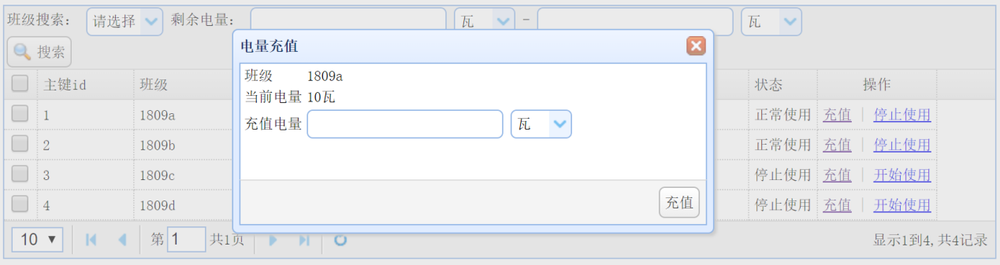 班级搜索： 请选择 剩余电量： 瓦 - 瓦
搜索
电量充值
班级 1809a
当前电量 10瓦
充值电量 瓦
充值
主键id 班级 状态 操作
1 1809a 正常使用 充值 | 停止使用
2 1809b 正常使用 充值 | 停止使用
3 1809c 停止使用 充值 | 开始使用
4 1809d 停止使用 充值 | 开始使用
10 第 1 共1页 显示1到4,共4记录